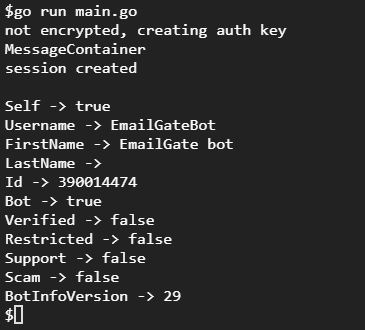 $go run main.go
not encrypted, creating auth key
MessageContainer
session created
Self -> true
Username -> EmailGateBot
FirstName -> EmailGate bot
LastName ->
Id -> 390014474
Bot -> true
Verified -> false
Restricted -> false
Support -> false
Scam -> false
BotInfoVersion -> 29
$